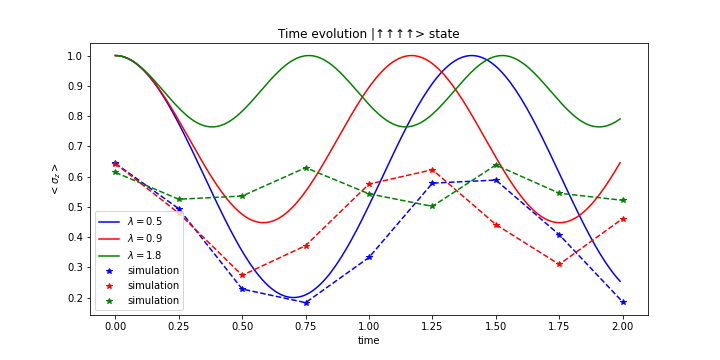 Time evolution |↑↑↑↑> state
< σz >
1.0
0.9
0.8
0.7
0.6
0.5
0.4
0.3
0.2
λ = 0.5
λ = 0.9
λ = 1.8
simulation
simulation
simulation
0.00 0.25 0.50 0.75 1.00 1.25 1.50 1.75 2.00
time